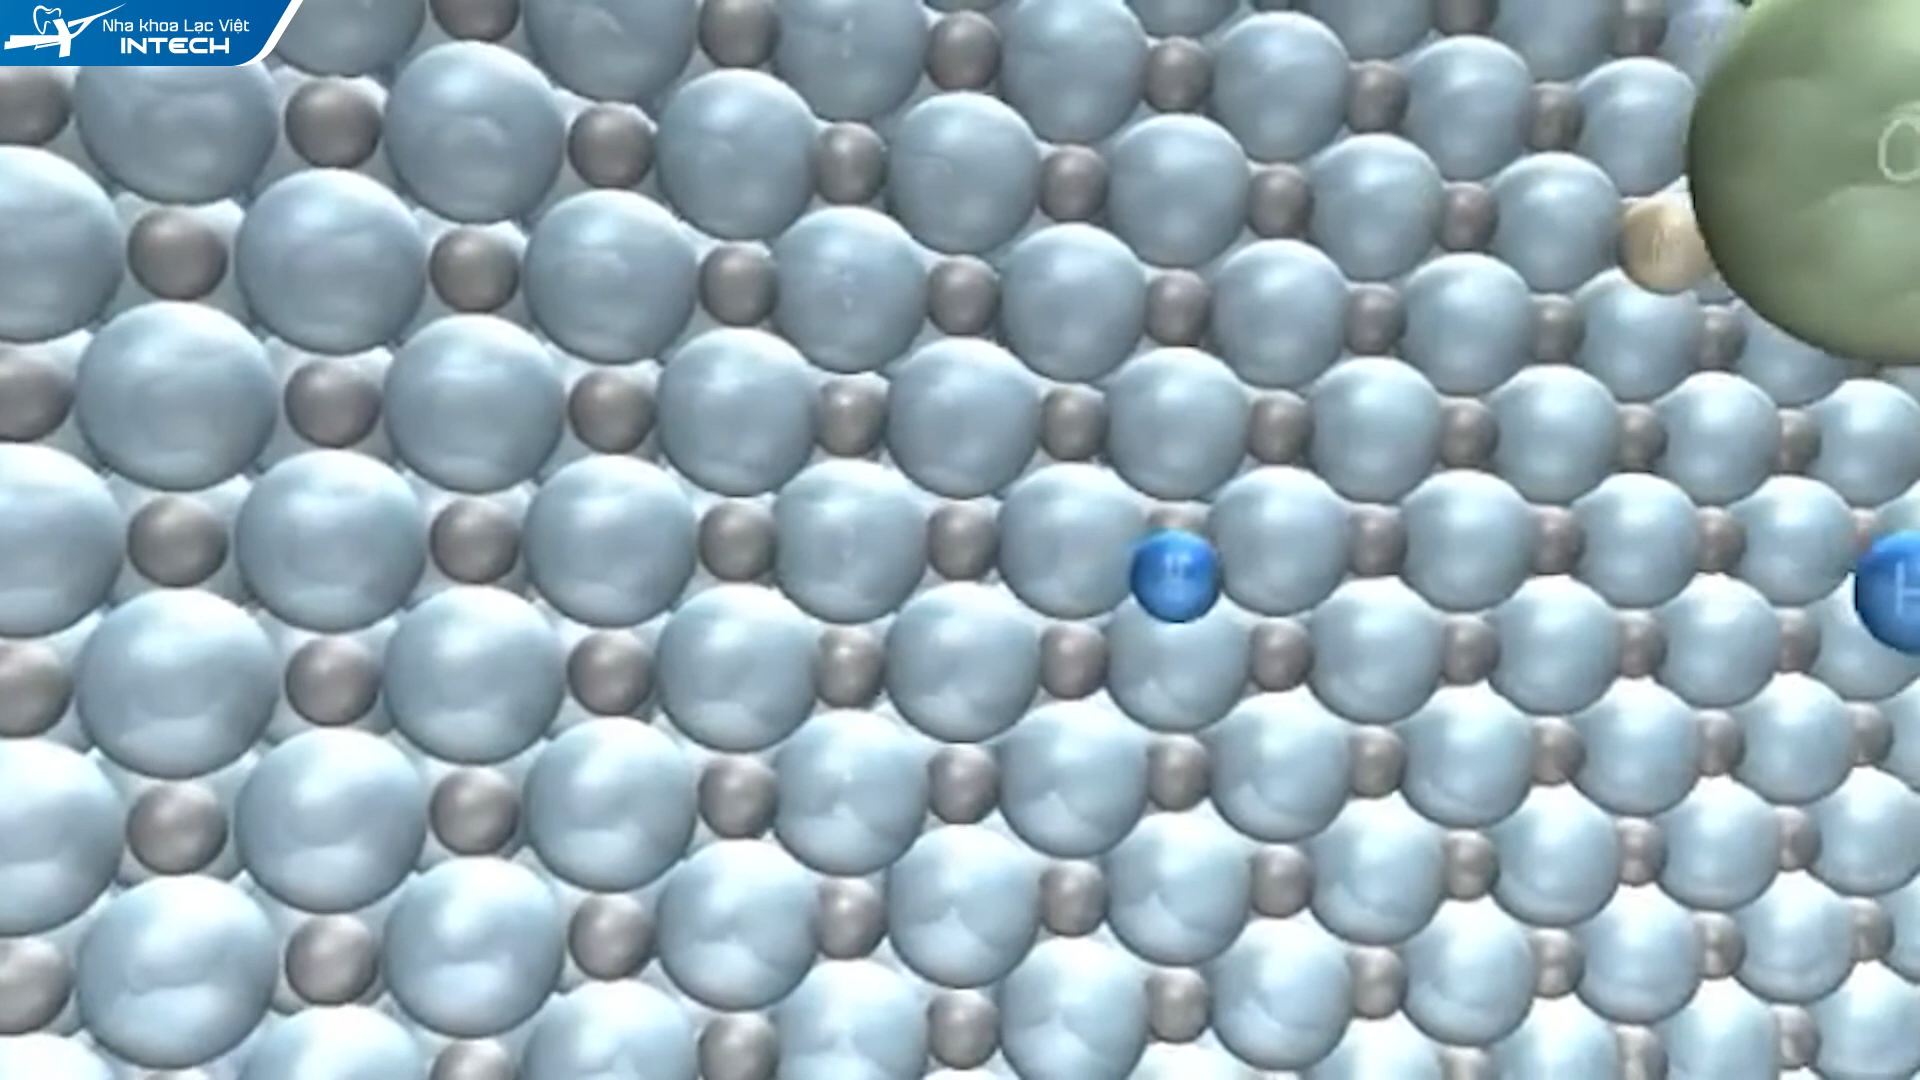 Nha khoa Lạc Việt
INTECH
O
H